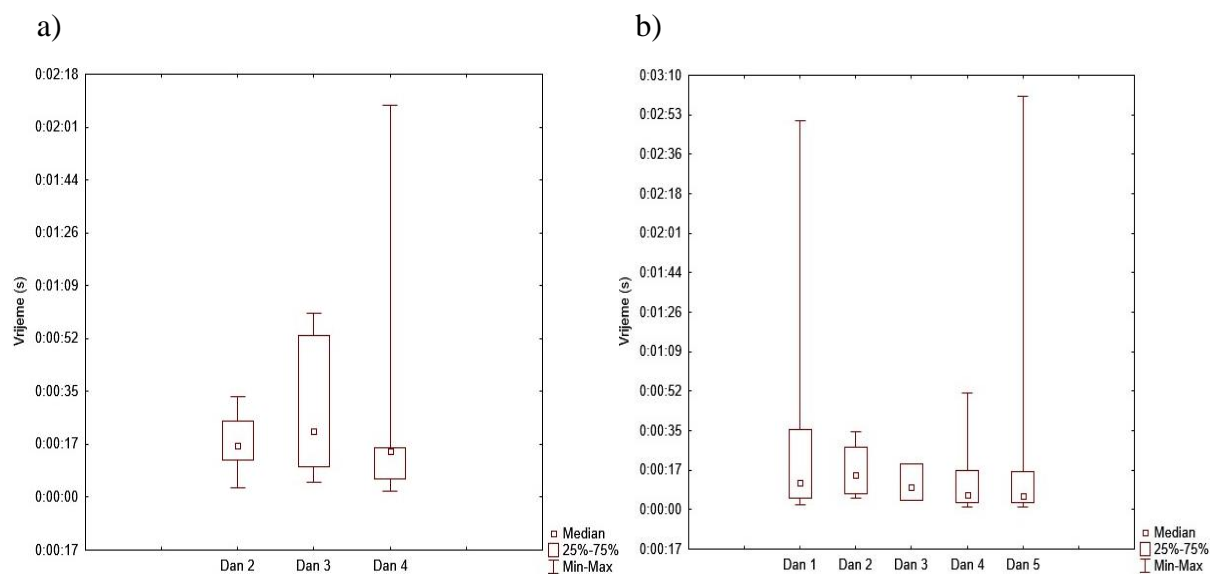 a)
0:02:18
0:02:01
0:01:44
0:01:26
0:01:09
0:00:52
0:00:35
0:00:17
0:00:00
0:00:17
Vrijeme (s)
Dan 2 Dan 3 Dan 4
Median
25%-75%
Min-Max
b)
0:03:10
0:02:53
0:02:36
0:02:18
0:02:01
0:01:44
0:01:26
0:01:09
0:00:52
0:00:35
0:00:17
0:00:00
0:00:17
Vrijeme (s)
Dan 1 Dan 2 Dan 3 Dan 4 Dan 5
Median
25%-75%
Min-Max